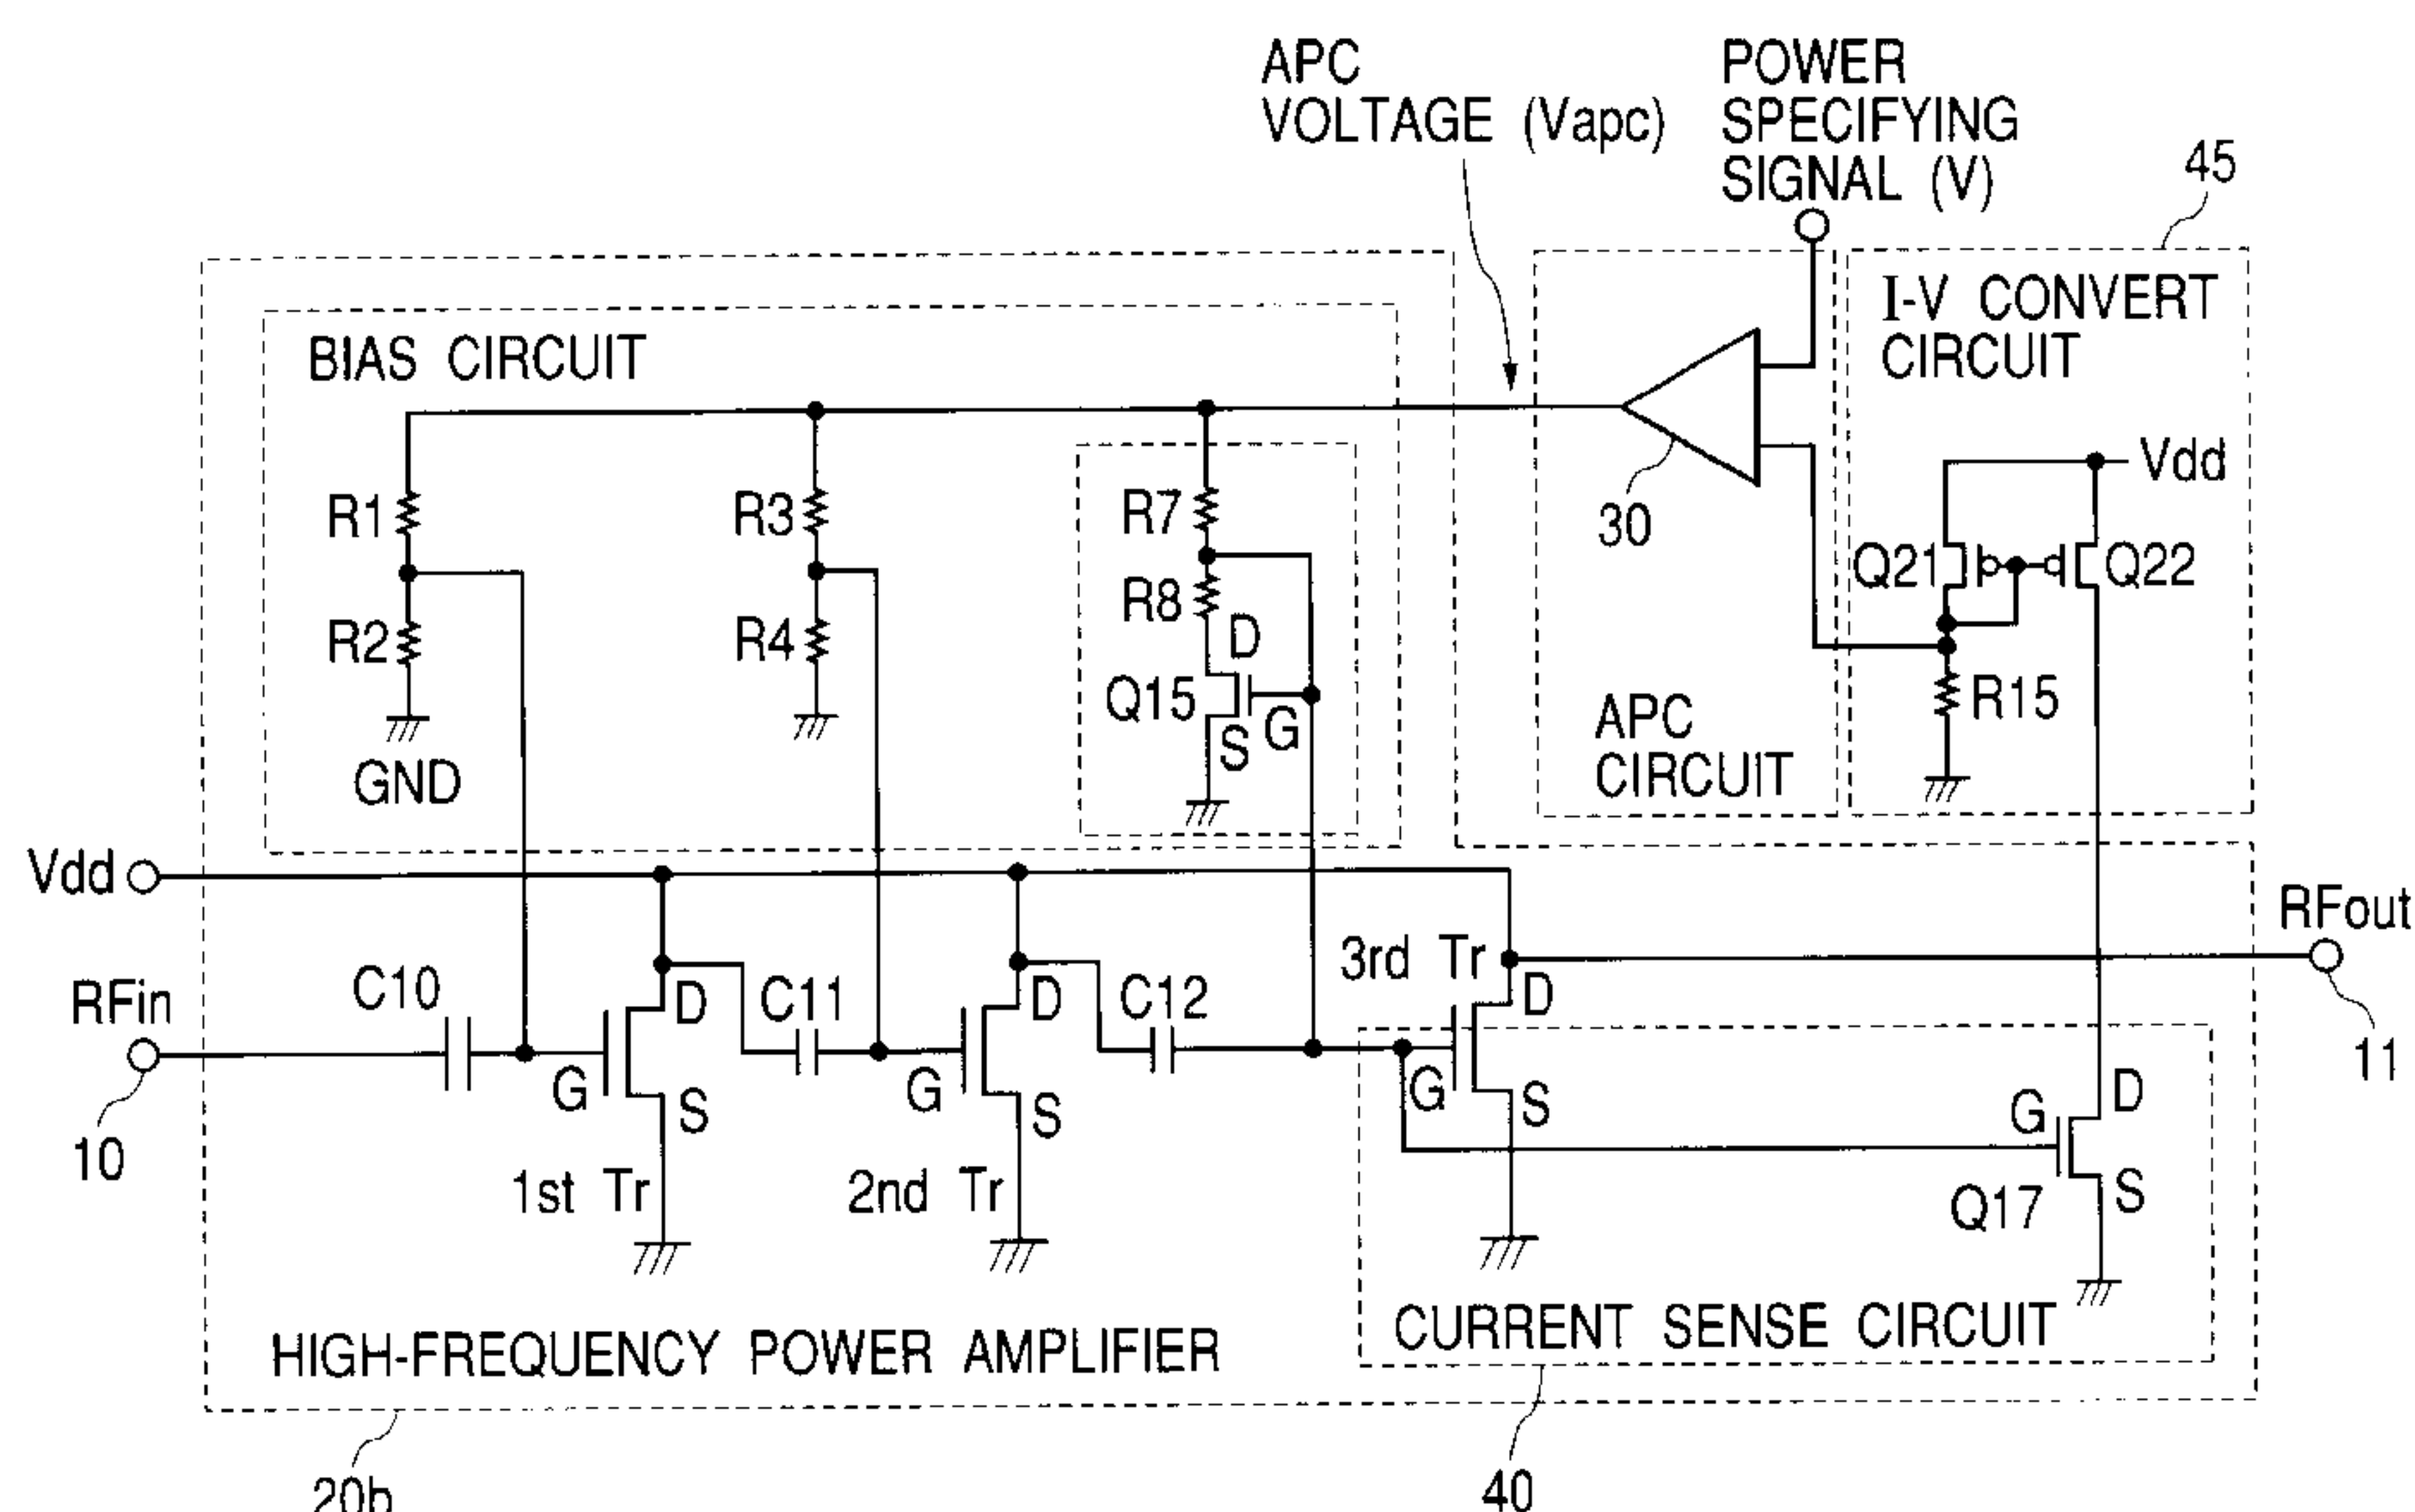 APC
VOLTAGE (Vapc)
POWER
SPECIFYING
SIGNAL (V)
45
I-V CONVERT
CIRCUIT
BIAS CIRCUIT
Vdd
R1
R3
R7
30
Q21
Q22
R8
R2
R4
D
Q15
G
S
R15
APC
CIRCUIT
GND
Vdd
RFout
3rd Tr
RFin
C10
D
C11
D
C12
D
11
G
S
G
S
G
S
G
D
10
1st Tr
2nd Tr
Q17
S
CURRENT SENSE CIRCUIT
HIGH-FREQUENCY POWER AMPLIFIER
20b
40